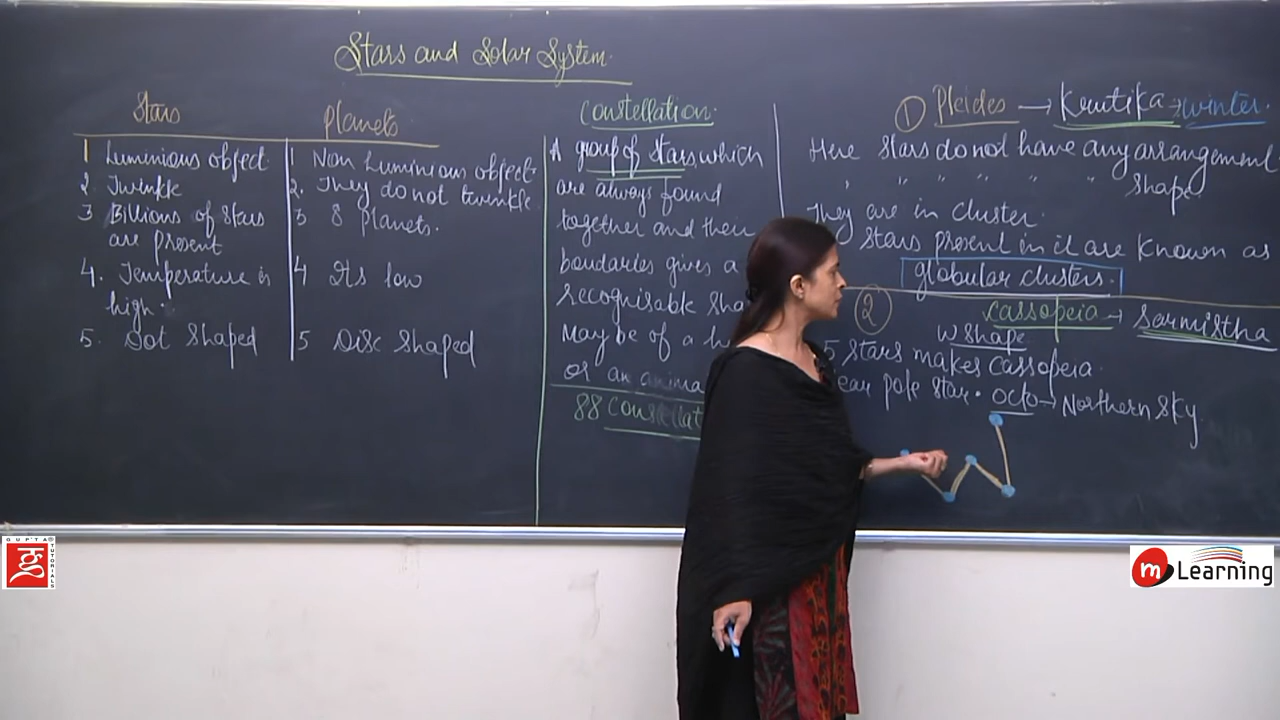 Stars and Solar System.
Stars
1 Luminious object.
2 Twinkle
3 Billions of stars
are present
4. Temperature is
high.
5. Dot Shaped
Planets
1 Non Luminious object.
2. They do not twinkle.
3 8 planets.
4 Its low
5 Disc Shaped
Constellation.
A group of stars which
are always found
together and their
boudaries gives a
recognisable
may be of a
or an
88
① Pleides → Krutika → winter.
Here stars do not have any arrangement
" " " " " " shape.
They are in cluster.
stars present in it are known as
globular clusters.
② Cassopeia → sarmistha
W shape
5 stars makes cassopeia.
pole star. octo → Northern sky.
GUPTA TUTORIALS
m Learning